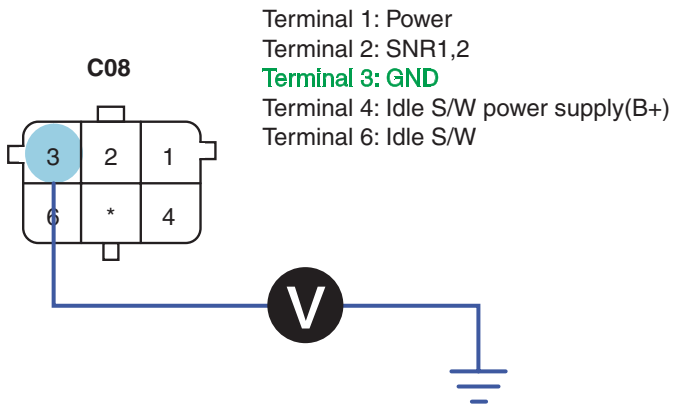 Terminal 1: Power
Terminal 2: SNR1,2
C08
Terminal 3: GND
Terminal 4: Idle S/W power supply(B+)
Terminal 6: Idle S/W
3 2 1
6 * 4
V